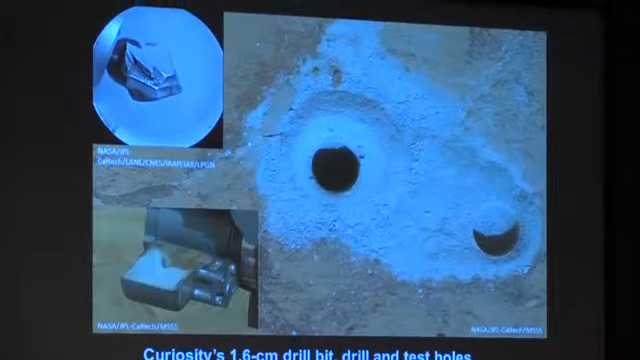 NASA/JPL-
Caltech/LANL/CNES/IRAP/IAS/LPGN
NASA/JPL-Caltech/MSSS
NASA/JPL-Caltech/MSSS
Curiosity's 1.6-cm drill bit, drill and test holes